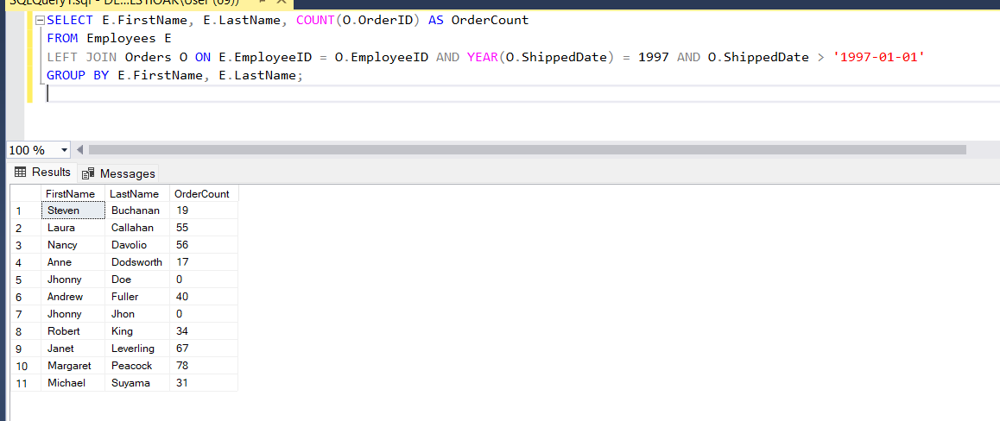 SQLQuery1.sql - DE...ESTIOAK\User (69))
SELECT E.FirstName, E.LastName, COUNT(O.OrderID) AS OrderCount
FROM Employees E
LEFT JOIN Orders O ON E.EmployeeID = O.EmployeeID AND YEAR(O.ShippedDate) = 1997 AND O.ShippedDate > '1997-01-01'
GROUP BY E.FirstName, E.LastName;
100 %
Results Messages
FirstName LastName OrderCount
1 Steven Buchanan 19
2 Laura Callahan 55
3 Nancy Davolio 56
4 Anne Dodsworth 17
5 Jhonny Doe 0
6 Andrew Fuller 40
7 Jhonny Jhon 0
8 Robert King 34
9 Janet Leverling 67
10 Margaret Peacock 78
11 Michael Suyama 31